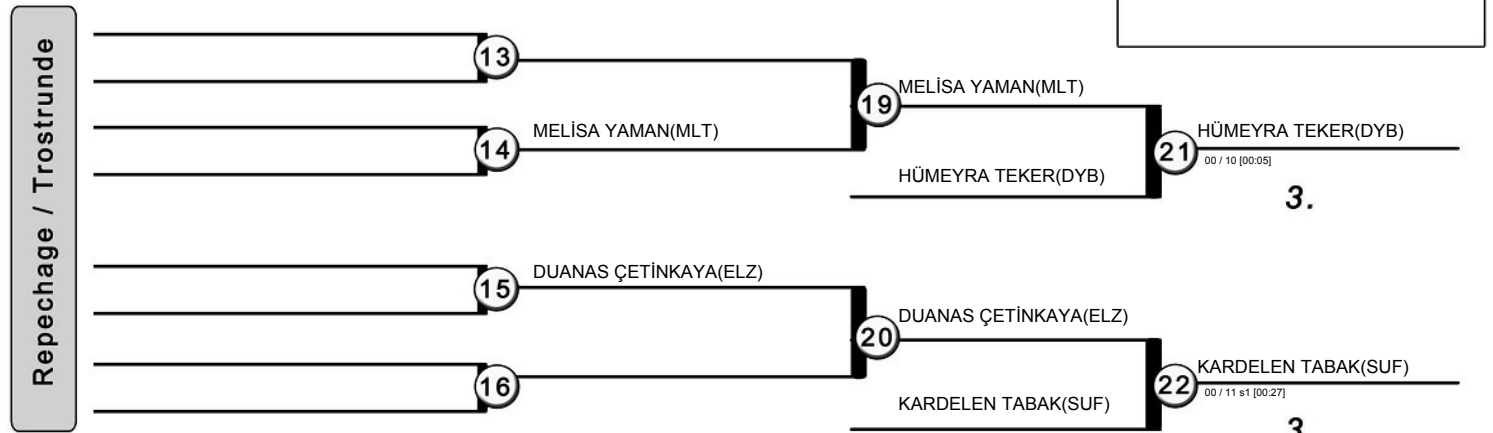 Repechage / Trostrunde
13
MELİSA YAMAN(MLT)
19
MELİSA YAMAN(MLT)
14
HÜMEYRA TEKER(DYB)
21
HÜMEYRA TEKER(DYB)
00 / 10 [00:05]
3.
DUANAS ÇETİNKAYA(ELZ)
15
DUANAS ÇETİNKAYA(ELZ)
20
16
KARDELEN TABAK(SUF)
22
KARDELEN TABAK(SUF)
00 / 11 s1 [00:27]
3